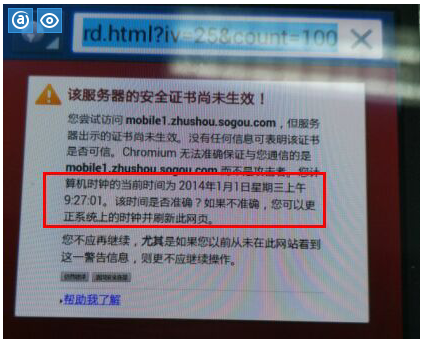 rd.html?iv=25&count=100
该服务器的安全证书尚未生效！
您尝试访问 mobile1.zhushou.sogou.com，但服务
器出示的证书尚未生效。没有任何信息可表明该证书
是否可信。Chromium 无法准确保证与您通信的是
mobile1.zhushou.sogou.com 而不是攻击者。您计
算机时钟的当前时间为 2014年1月1日星期三上午
9:27:01。该时间是否准确？如果不准确，您可以更
正系统上的时钟并刷新此网页。
您不应再继续，尤其是如果您以前从未在此网站看到
这一警告信息，则更不应继续操作。
帮助我了解